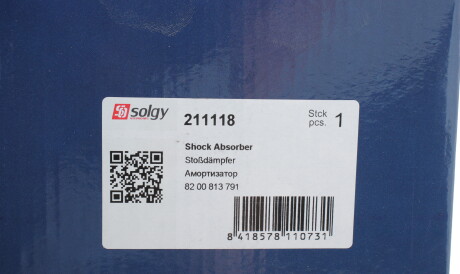 solgy
211118
Stck
pcs. 1
Shock Absorber
Stoßdämpfer
Амортизатор
82 00 813 791
8 418578 110731